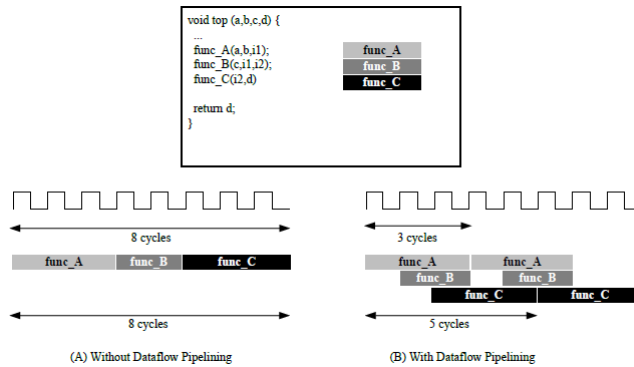 void top (a,b,c,d) {
...
func_A(a,b,i1);
func_B(c,i1,i2);
func_C(i2,d)
return d;
}
func_A
func_B
func_C
8 cycles
func_A func_B func_C
8 cycles
(A) Without Dataflow Pipelining
3 cycles
func_A func_A
func_B func_B
func_C func_C
5 cycles
(B) With Dataflow Pipelining